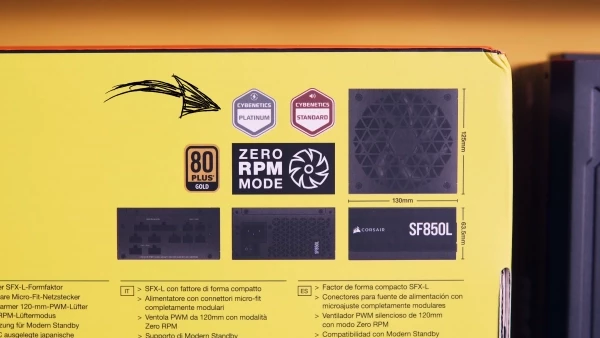 CYBENETICS
PLATINUM
CYBENETICS
STANDARD
80
PLUS
GOLD
ZERO
RPM
MODE
125mm
130mm
63.5mm
CORSAIR
SF850L
SFX-L-Formfaktor
Micro-Fit-Netzstecker
120-mm-PWM-Lüfter
RPM-Lüftermodus
für Modern Standby
ausgelegte japanische
IT
> SFX-L con fattore di forma compatto
> Alimentatore con connettori micro-fit
completamente modulari
> Ventola PWM da 120mm con modalità
Zero RPM
> Supporto di Modern Standby
ES
> Factor de forma compacto SFX-L
> Conectores para fuente de alimentación con
microajuste completamente modulares
> Ventilador PWM silencioso de 120mm
con modo Zero RPM
> Compatibilidad con Modern Standby